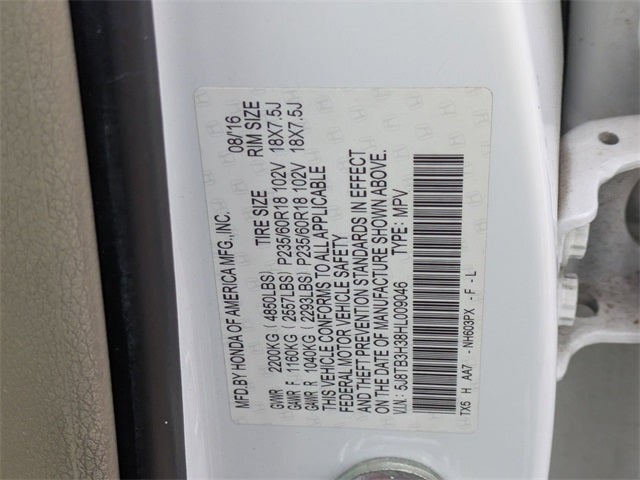 MFD.BY HONDA OF AMERICA MFG.,INC. 08/16
TIRE SIZE RIM SIZE
GVWR 2200KG (4850LBS) P235/60R18 102V 18X7.5J
GAWR F 1160KG (2557LBS) P235/60R18 102V 18X7.5J
GAWR R 1040KG (2293LBS)
THIS VEHICLE CONFORMS TO ALL APPLICABLE
FEDERAL MOTOR VEHICLE SAFETY
AND THEFT PREVENTION STANDARDS IN EFFECT
ON THE DATE OF MANUFACTURE SHOWN ABOVE.
V.I.N.: 5J8TB3H38HL009046 TYPE: MPV
TX5 H AA7 -NH603PX -F -L